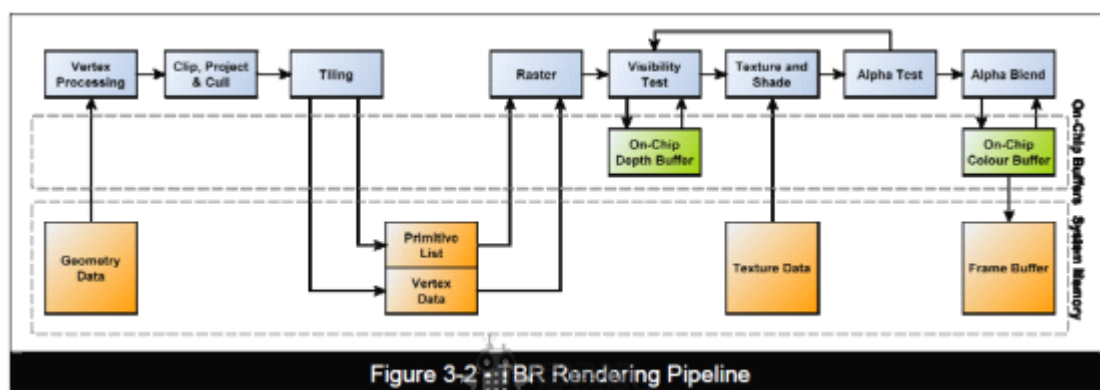 Vertex
Processing
Clip, Project
& Cull
Tiling
Raster
Visibility
Test
Texture and
Shade
Alpha Test
Alpha Blend
On-Chip
Depth Buffer
On-Chip
Colour Buffer
On-Chip Buffers
Geometry
Data
Primitive
List
Vertex
Data
Texture Data
Frame Buffer
System Memory
Figure 3-2 - TBR Rendering Pipeline